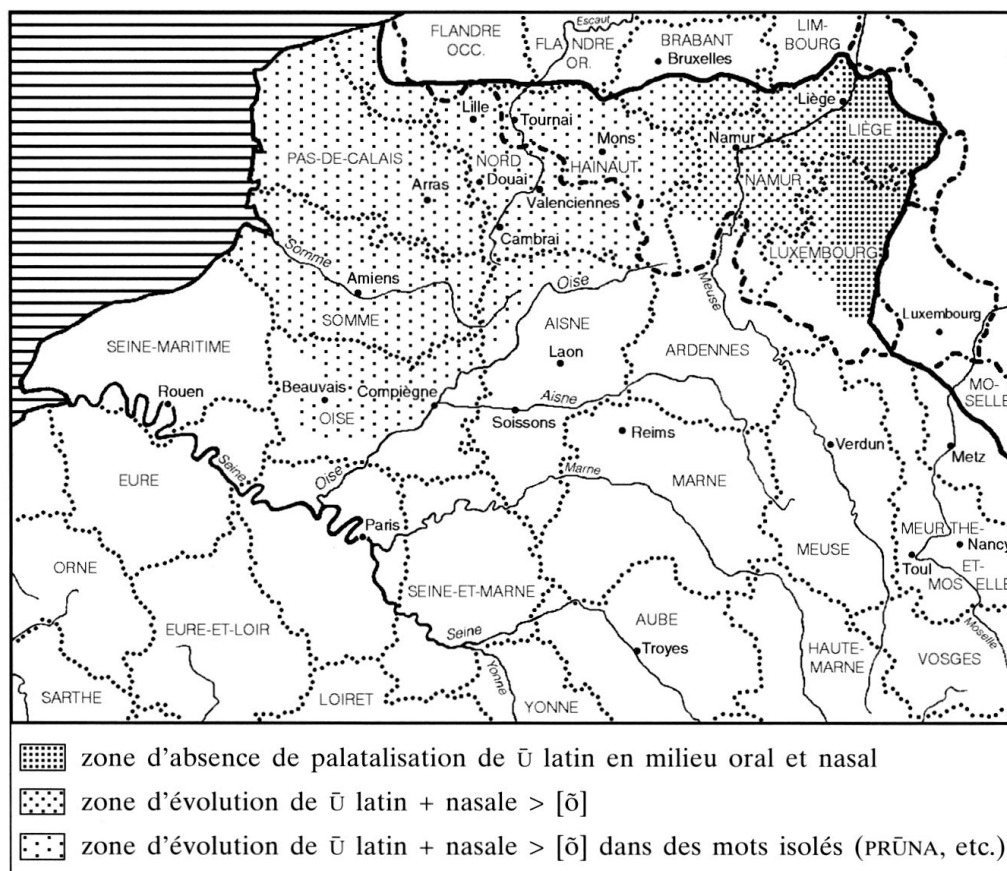 FLANDRE
OCC.
Escaut
FLANDRE
OR.
BRABANT
Bruxelles
LIM-
BOURG
Lille
Tournai
Liège
LIÈGE
PAS-DE-CALAIS
NORD
Mons
HAINAUT
Namur
NAMUR
Arras
Douai
Valenciennes
Cambrai
LUXEMBOURG
Somme
Amiens
SOMME
Oise
Meuse
Luxembourg
SEINE-MARITIME
AISNE
Laon
ARDENNES
MO-
SELLE
Rouen
Beauvais
Compiègne
OISE
Aisne
Soissons
Reims
Verdun
Metz
EURE
Seine
Oise
Marne
MARNE
Paris
MEUSE
MEURTHE-
ET-
MOSELLE
Nancy
Toul
ORNE
SEINE-ET-MARNE
EURE-ET-LOIR
Seine
AUBE
Troyes
Moselle
HAUTE-
MARNE
VOSGES
SARTHE
LOIRET
Yonne
YONNE
zone d'absence de palatalisation de Ū latin en milieu oral et nasal
zone d'évolution de Ū latin + nasale > [õ]
zone d'évolution de Ū latin + nasale > [õ] dans des mots isolés (PRŪNA, etc.)